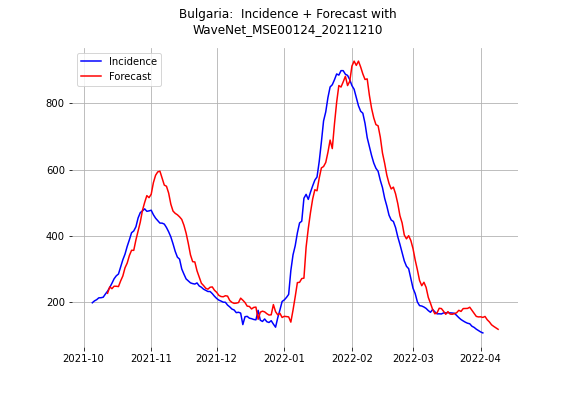 Bulgaria:  Incidence + Forecast with
WaveNet_MSE00124_20211210
Incidence
Forecast
800
600
400
200
2021-10
2021-11
2021-12
2022-01
2022-02
2022-03
2022-04